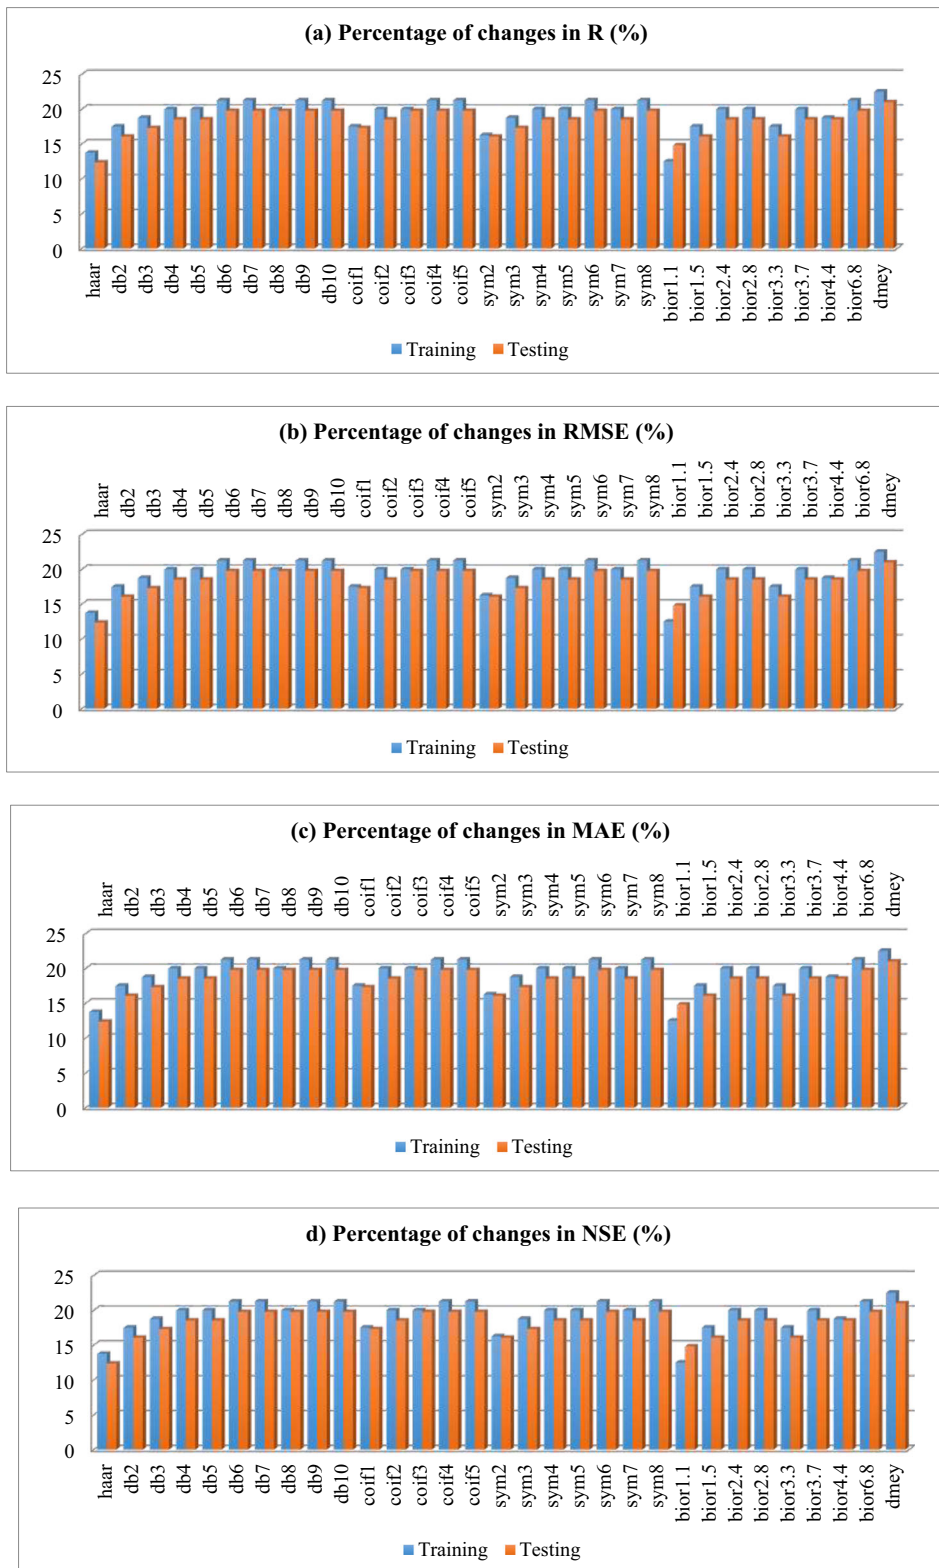 (a) Percentage of changes in R (%)
25
20
15
10
5
0
haar db2 db3 db4 db5 db6 db7 db8 db9 db10 coif1 coif2 coif3 coif4 coif5 sym2 sym3 sym4 sym5 sym6 sym7 sym8 bior1.1 bior1.5 bior2.4 bior2.8 bior3.3 bior3.7 bior4.4 bior6.8 dmey
Training Testing
(b) Percentage of changes in RMSE (%)
haar db2 db3 db4 db5 db6 db7 db8 db9 db10 coif1 coif2 coif3 coif4 coif5 sym2 sym3 sym4 sym5 sym6 sym7 sym8 bior1.1 bior1.5 bior2.4 bior2.8 bior3.3 bior3.7 bior4.4 bior6.8 dmey
25
20
15
10
5
0
Training Testing
(c) Percentage of changes in MAE (%)
haar db2 db3 db4 db5 db6 db7 db8 db9 db10 coif1 coif2 coif3 coif4 coif5 sym2 sym3 sym4 sym5 sym6 sym7 sym8 bior1.1 bior1.5 bior2.4 bior2.8 bior3.3 bior3.7 bior4.4 bior6.8 dmey
25
20
15
10
5
0
Training Testing
d) Percentage of changes in NSE (%)
25
20
15
10
5
0
haar db2 db3 db4 db5 db6 db7 db8 db9 db10 coif1 coif2 coif3 coif4 coif5 sym2 sym3 sym4 sym5 sym6 sym7 sym8 bior1.1 bior1.5 bior2.4 bior2.8 bior3.3 bior3.7 bior4.4 bior6.8 dmey
Training Testing